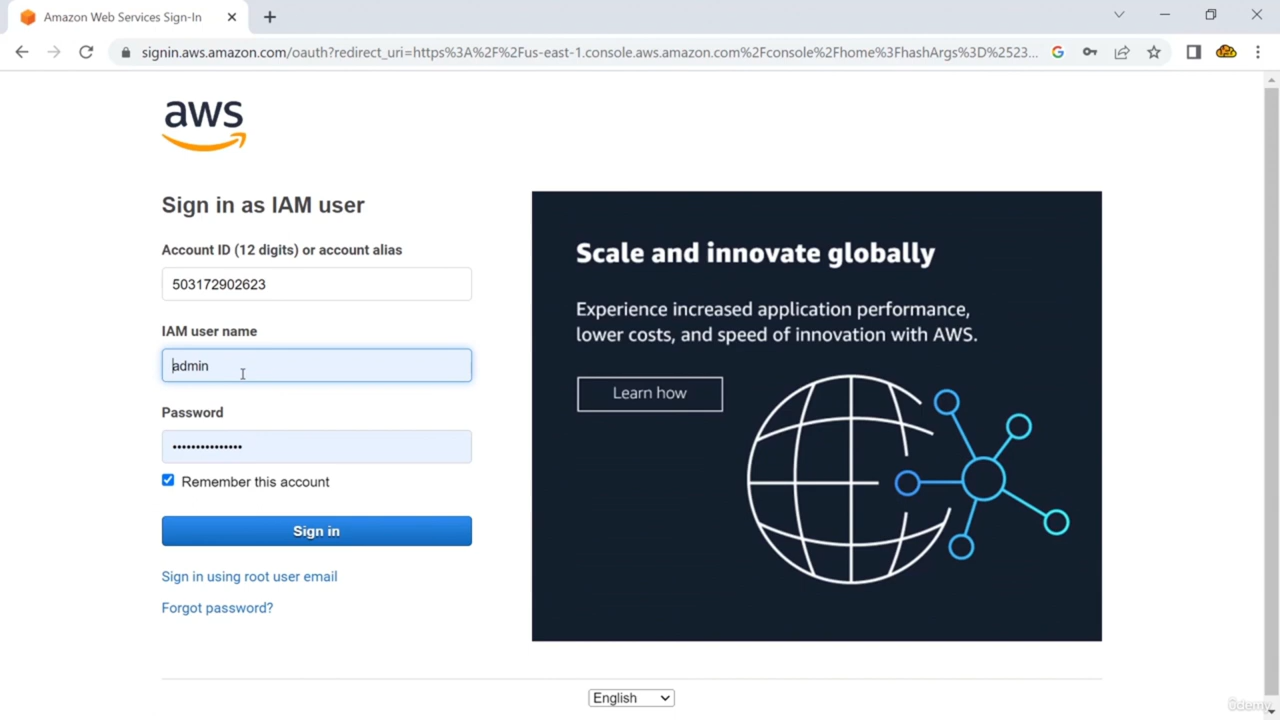 Amazon Web Services Sign-In
signin.aws.amazon.com/oauth?redirect_uri=https%3A%2F%2Fus-east-1.console.aws.amazon.com%2Fconsole%2Fhome%3FhashArgs%3D%2523...
aws
Sign in as IAM user
Account ID (12 digits) or account alias
503172902623
IAM user name
admin
Password
•••••••••••••••
Remember this account
Sign in
Sign in using root user email
Forgot password?
Scale and innovate globally
Experience increased application performance,
lower costs, and speed of innovation with AWS.
Learn how
English
ûdemy